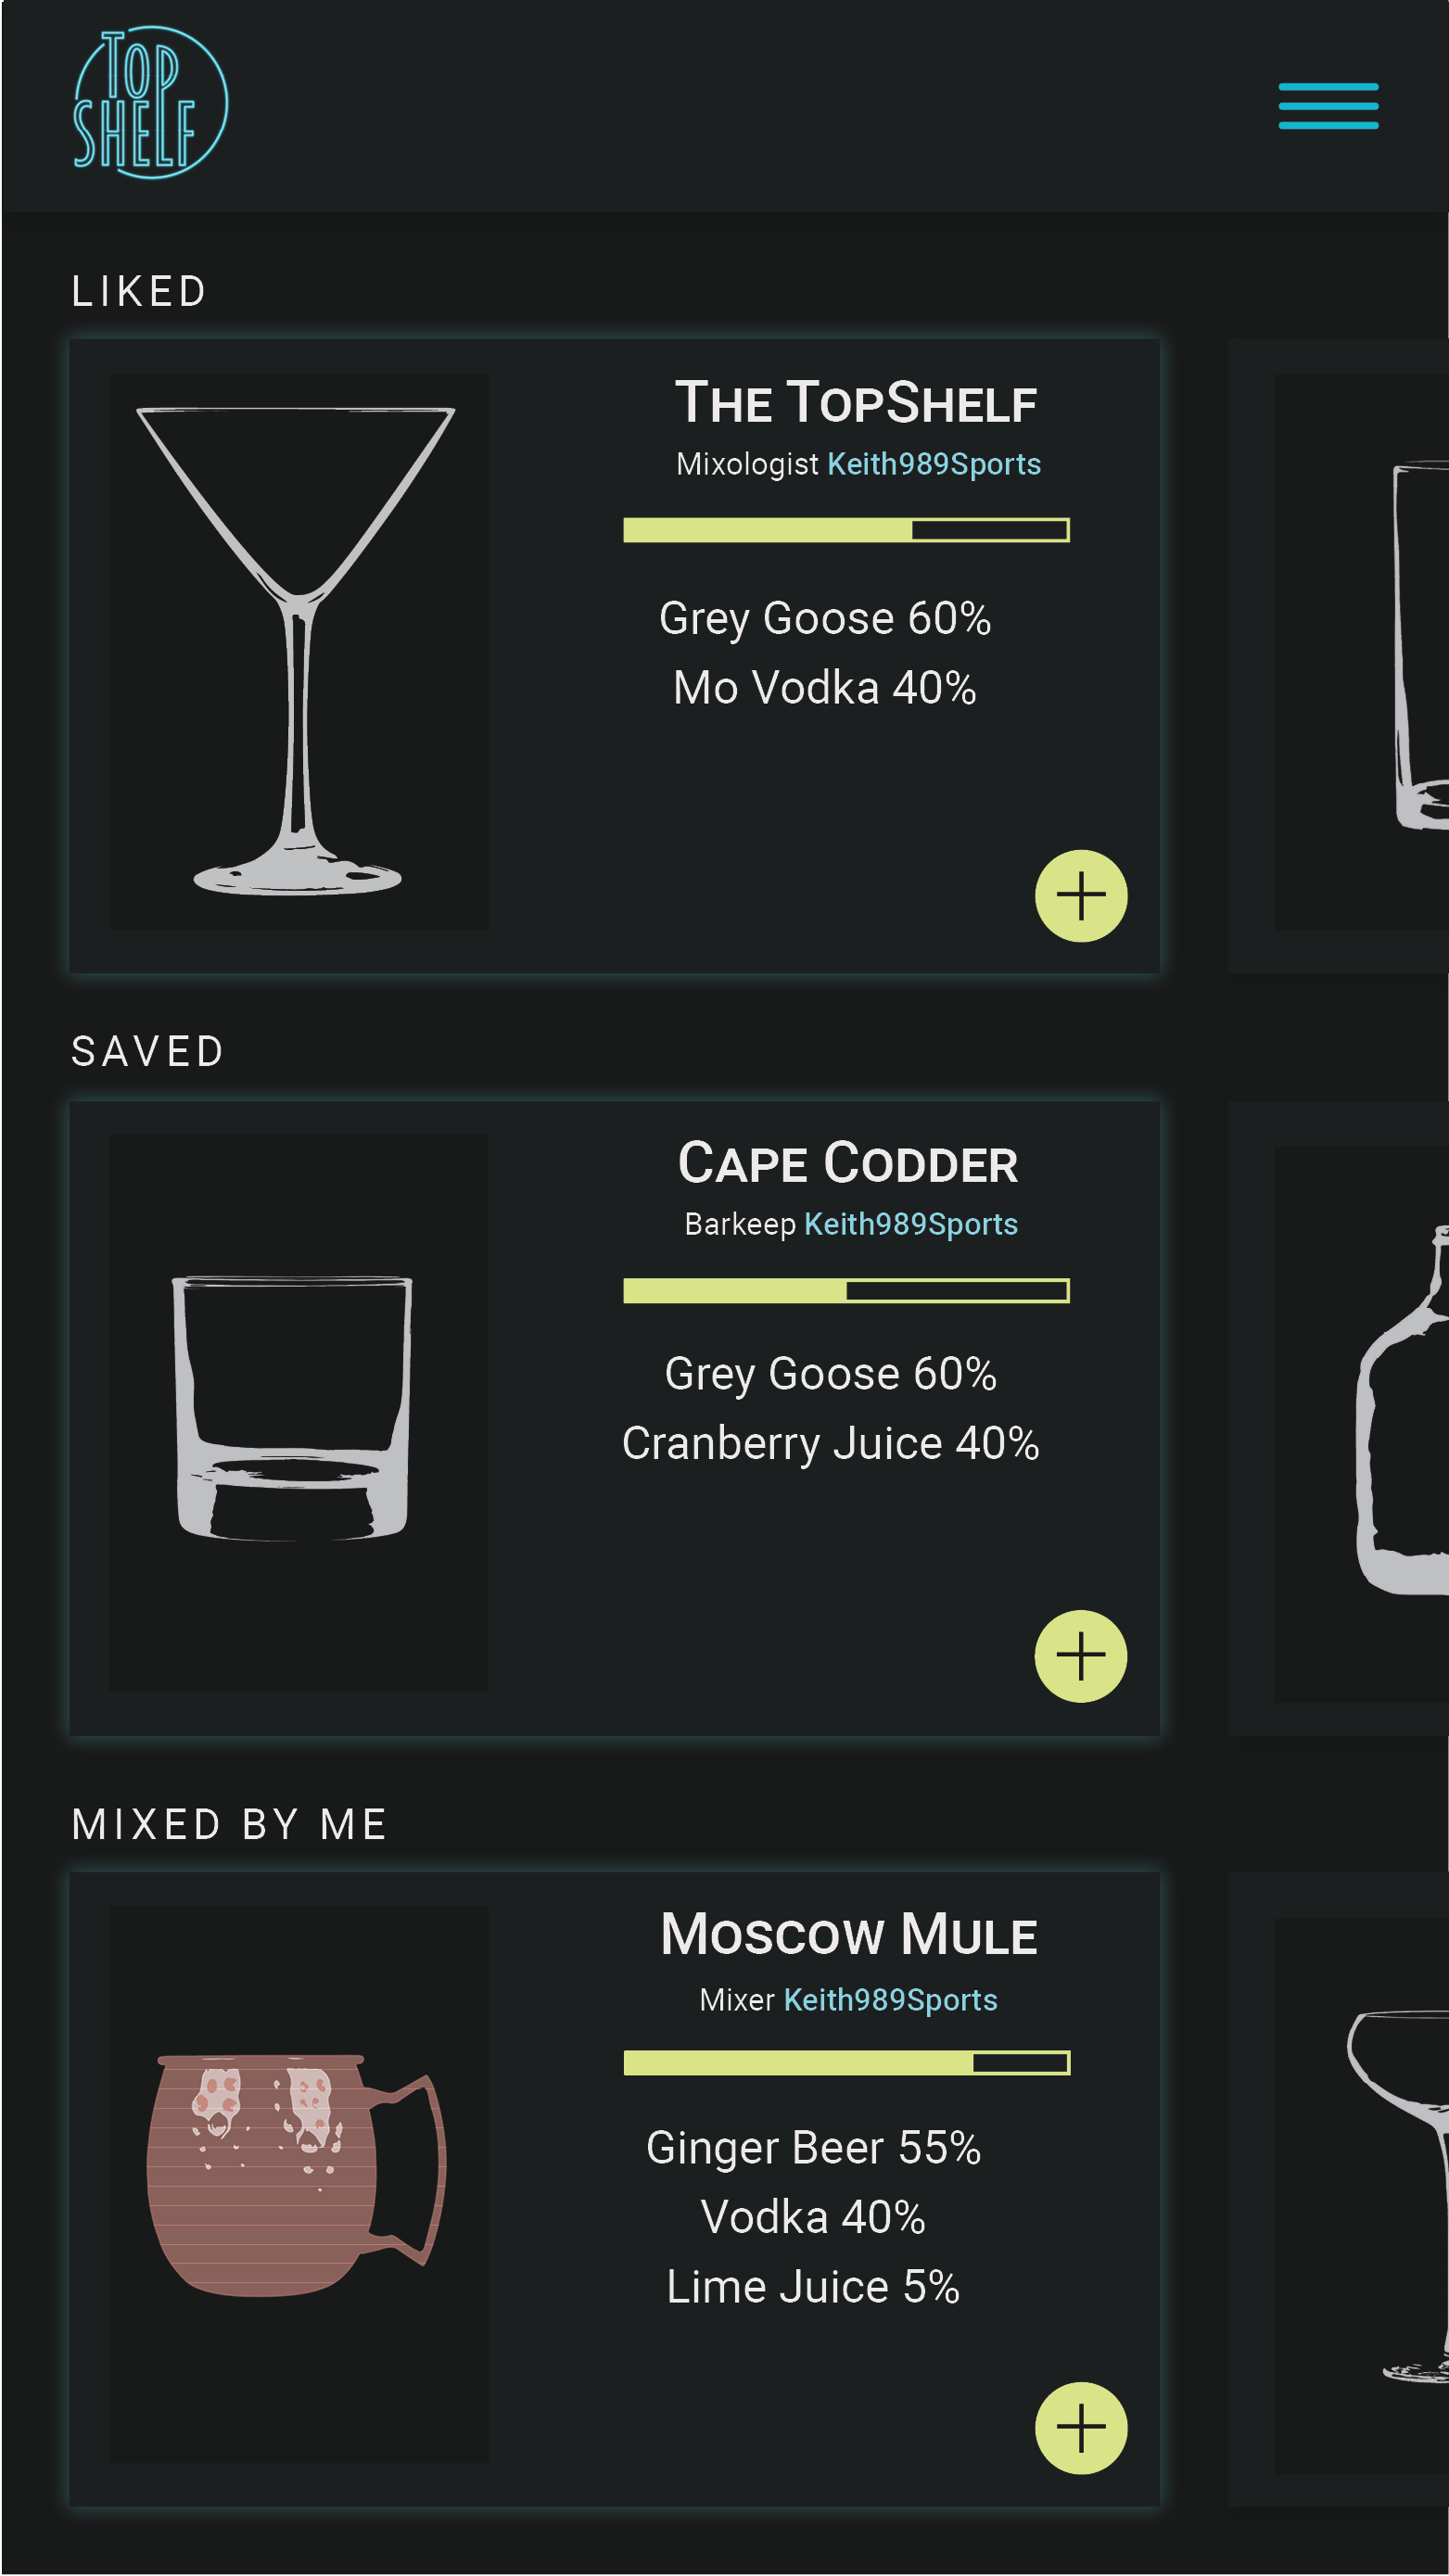 TOP
SHELF
LIKED
THE TOPSHELF
Mixologist Keith989Sports
Grey Goose 60%
Mo Vodka 40%
SAVED
CAPE CODDER
Barkeep Keith989Sports
Grey Goose 60%
Cranberry Juice 40%
MIXED BY ME
MOSCOW MULE
Mixer Keith989Sports
Ginger Beer 55%
Vodka 40%
Lime Juice 5%